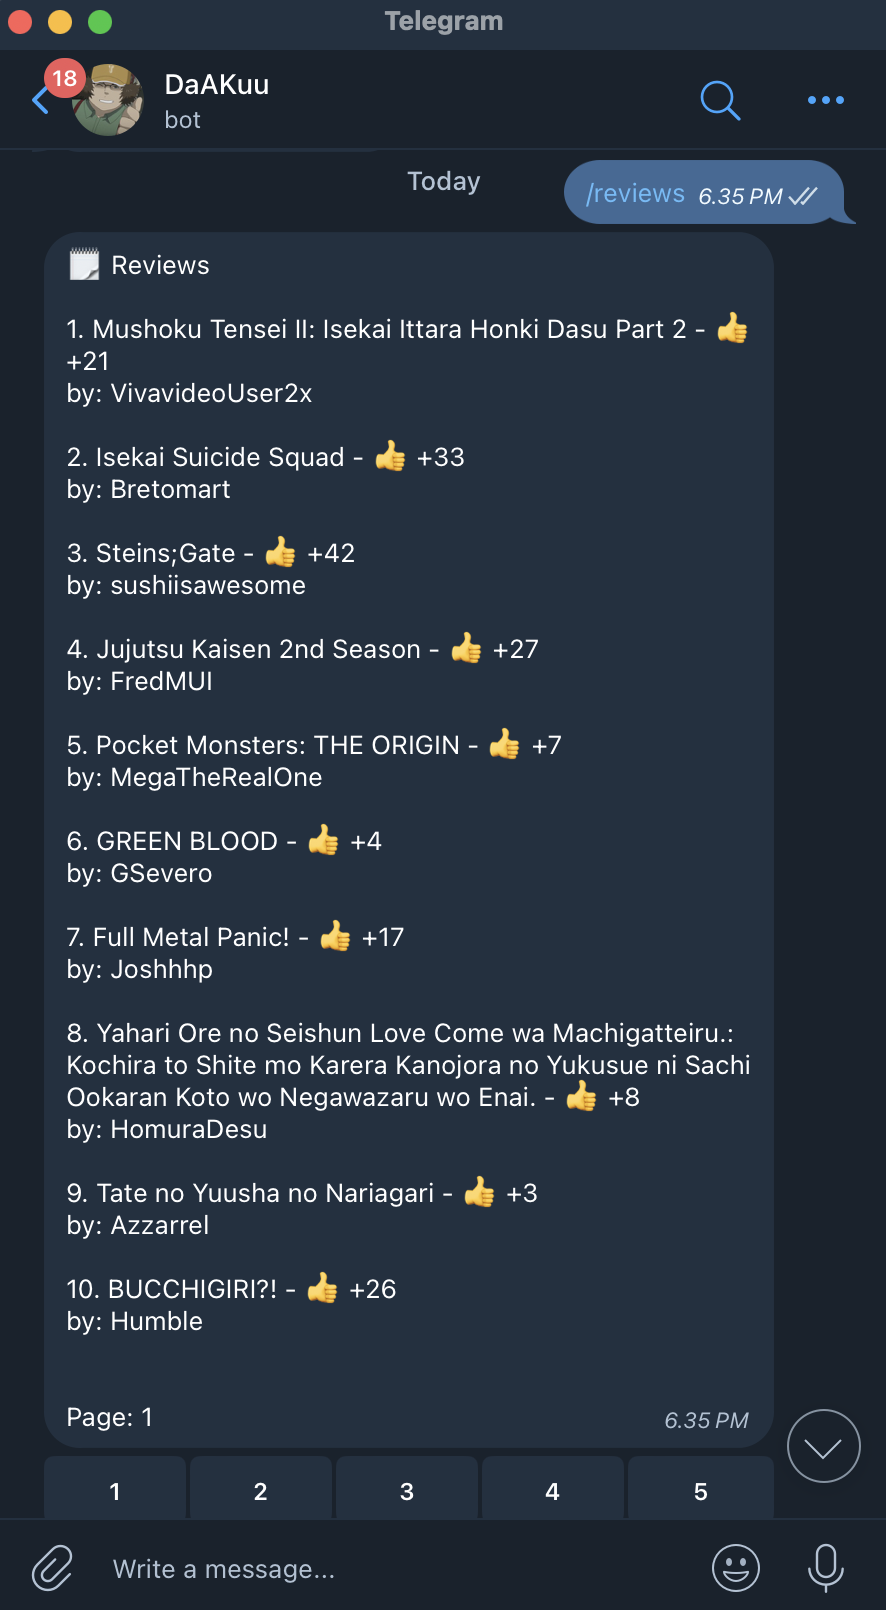 Telegram
18
DaAKuu
bot
Today
/reviews 6.35 PM
🗒 Reviews
1. Mushoku Tensei II: Isekai Ittara Honki Dasu Part 2 - 👍
+21
by: VivavideoUser2x
2. Isekai Suicide Squad - 👍 +33
by: Bretomart
3. Steins;Gate - 👍 +42
by: sushiisawesome
4. Jujutsu Kaisen 2nd Season - 👍 +27
by: FredMUI
5. Pocket Monsters: THE ORIGIN - 👍 +7
by: MegaTheRealOne
6. GREEN BLOOD - 👍 +4
by: GSevero
7. Full Metal Panic! - 👍 +17
by: Joshhhp
8. Yahari Ore no Seishun Love Come wa Machigatteiru.:
Kochira to Shite mo Karera Kanojora no Yukusue ni Sachi
Ookaran Koto wo Negawazaru wo Enai. - 👍 +8
by: HomuraDesu
9. Tate no Yuusha no Nariagari - 👍 +3
by: Azzarrel
10. BUCCHIGIRI?! - 👍 +26
by: Humble
Page: 1
6.35 PM
1 2 3 4 5
Write a message...